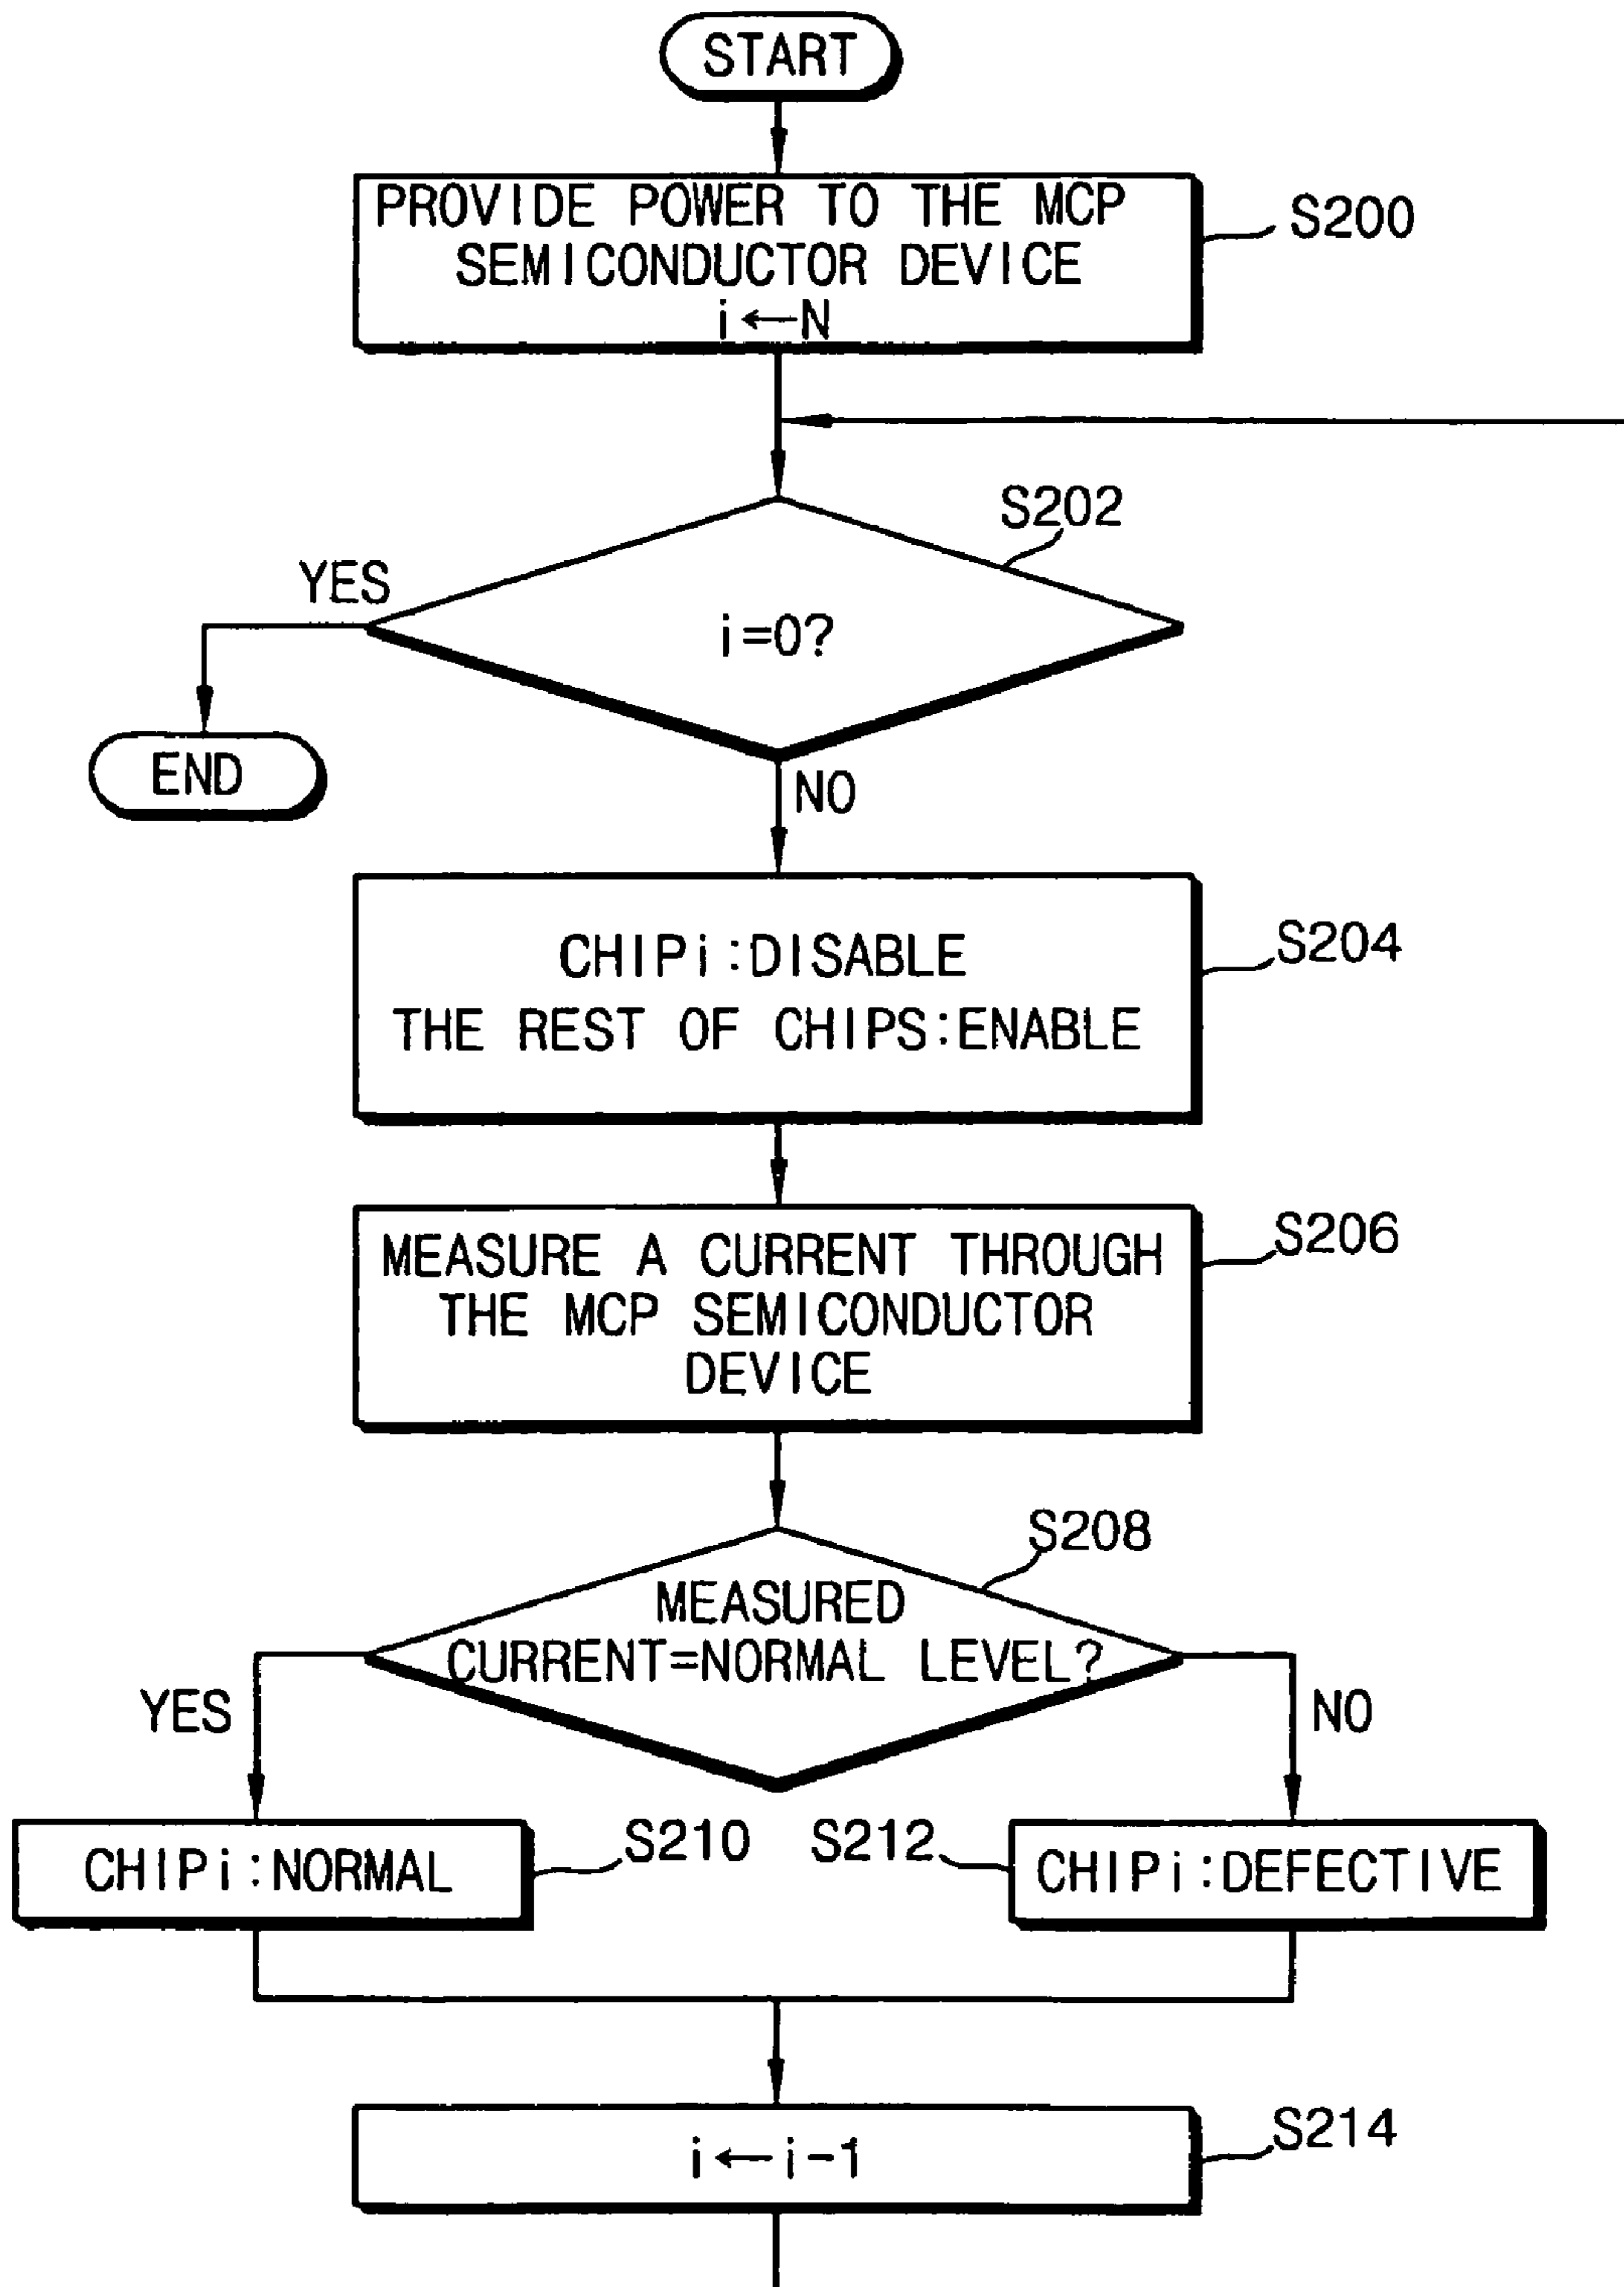 START
PROVIDE POWER TO THE MCP
SEMICONDUCTOR DEVICE
i←N
S200
S202
YES
i=0?
END
NO
CHIPi:DISABLE
THE REST OF CHIPS:ENABLE
S204
MEASURE A CURRENT THROUGH
THE MCP SEMICONDUCTOR
DEVICE
S206
S208
MEASURED
CURRENT=NORMAL LEVEL?
YES
NO
CHIPi:NORMAL
S210
S212
CHIPi:DEFECTIVE
i←i-1
S214